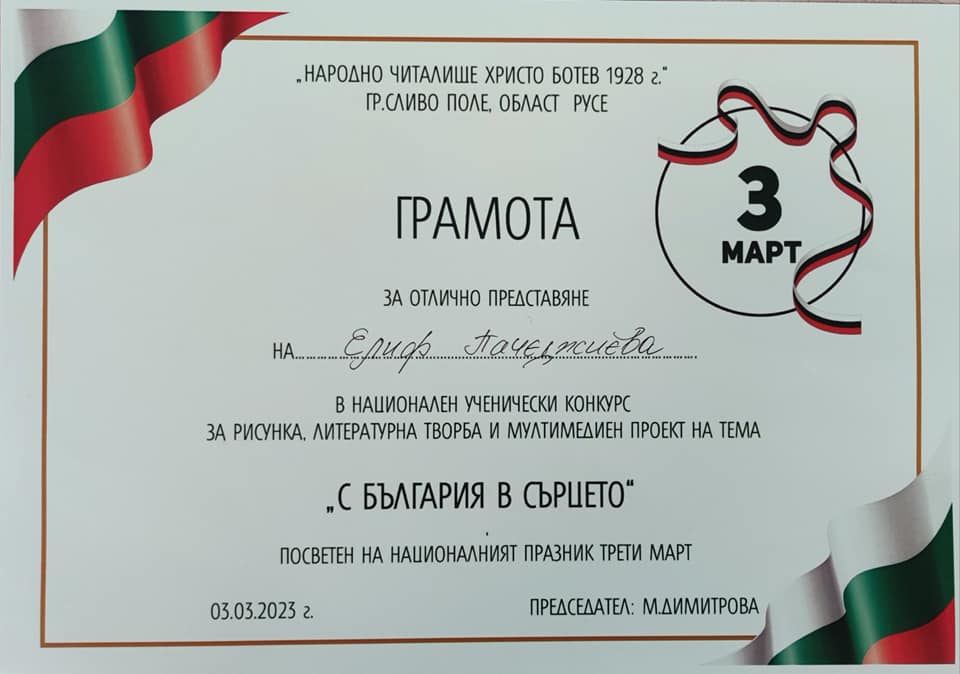 „НАРОДНО ЧИТАЛИЩЕ ХРИСТО БОТЕВ 1928 г.“
ГР.СЛИВО ПОЛЕ, ОБЛАСТ РУСЕ
3
МАРТ
ГРАМОТА
ЗА ОТЛИЧНО ПРЕДСТАВЯНЕ
НА Елиф Пачеджиева
В НАЦИОНАЛЕН УЧЕНИЧЕСКИ КОНКУРС
ЗА РИСУНКА, ЛИТЕРАТУРНА ТВОРБА И МУЛТИМЕДИЕН ПРОЕКТ НА ТЕМА
„С БЪЛГАРИЯ В СЪРЦЕТО“
ПОСВЕТЕН НА НАЦИОНАЛНИЯТ ПРАЗНИК ТРЕТИ МАРТ
03.03.2023 г.
ПРЕДСЕДАТЕЛ: М.ДИМИТРОВА